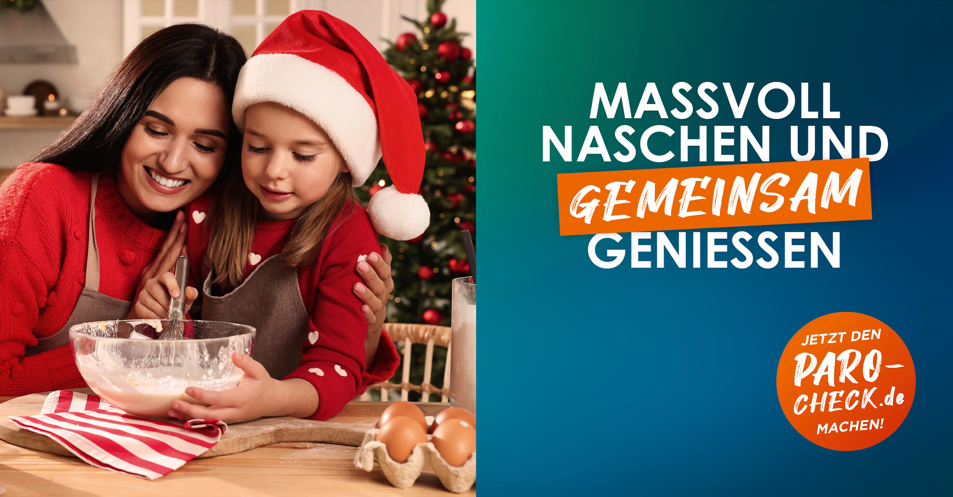 MASSVOLL
NASCHEN UND
GEMEINSAM
GENIESSEN
JETZT DEN
PARO-
CHECK.de
MACHEN!